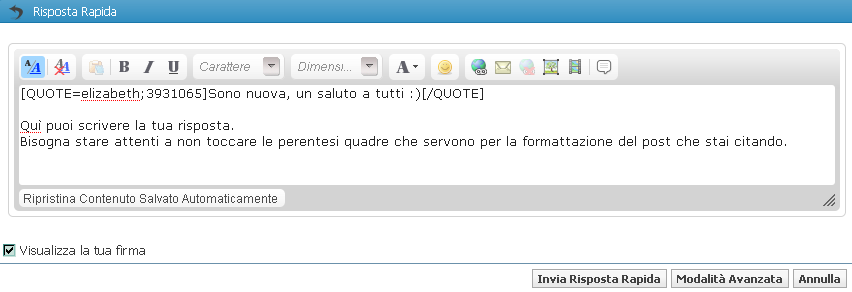 Risposta Rapida
B I U Carattere Dimensi... A
[QUOTE=elizabeth;3931065]Sono nuova, un saluto a tutti :)[/QUOTE]
Quì puoi scrivere la tua risposta.
Bisogna stare attenti a non toccare le perentesi quadre che servono per la formattazione del post che stai citando.
Ripristina Contenuto Salvato Automaticamente
Visualizza la tua firma
Invia Risposta Rapida Modalità Avanzata Annulla